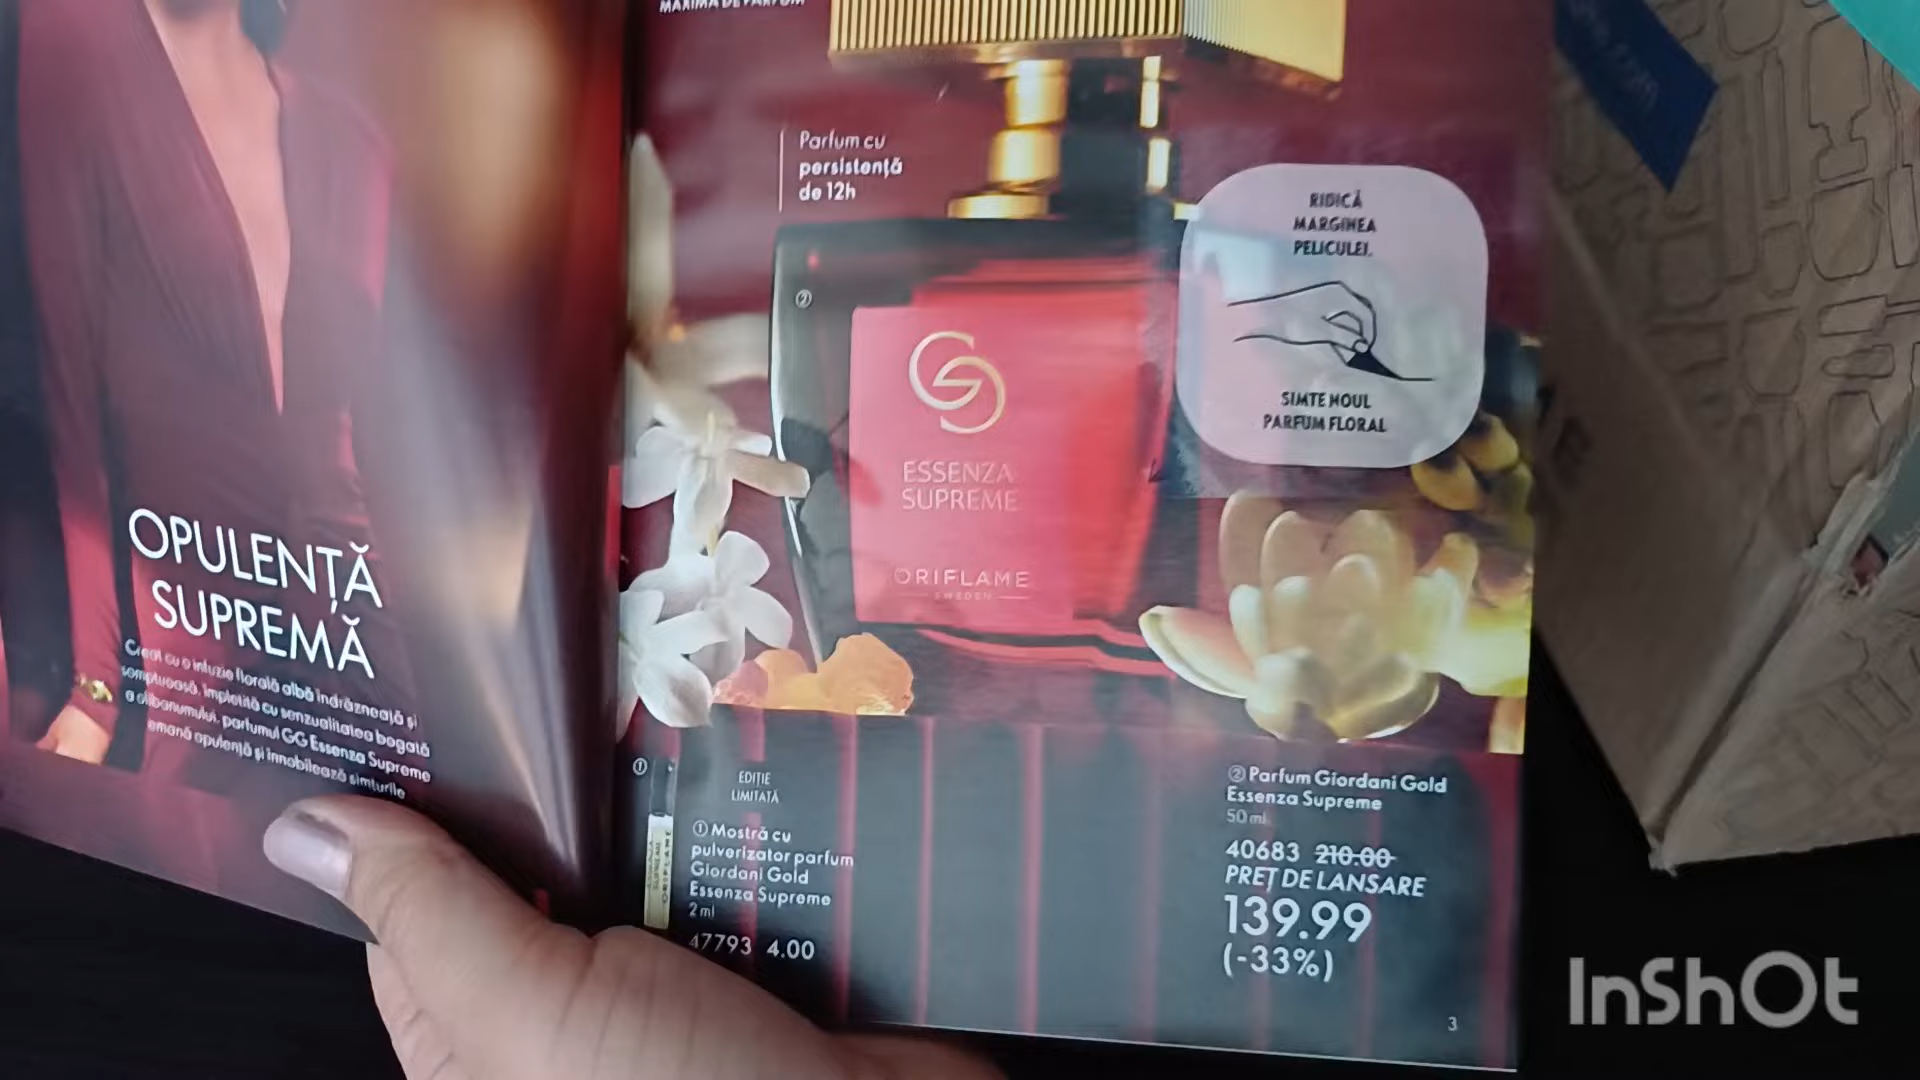 OPULENȚĂ
SUPREMĂ
Creat cu o infuzie florală albă îndrăzneață și
somptuoasă, împletită cu senzualitatea bogată
a olibanumului, parfumul GG Essenza Supreme
emană opulență și înnobilează simțurile
MAXIMĂ DE PARFUM
Parfum cu
persistență
de 12h
②
ESSENZA
SUPREME
ORIFLAME
SWEDEN
RIDICĂ
MARGINEA
PELICULEI.
SIMTE NOUL
PARFUM FLORAL
①
EDIȚIE
LIMITATĂ
① Mostră cu
pulverizator parfum
Giordani Gold
Essenza Supreme
2 ml
47793 4.00
② Parfum Giordani Gold
Essenza Supreme
50 ml
40683 210.00
PREȚ DE LANSARE
139.99
(-33%)
3
InShOt